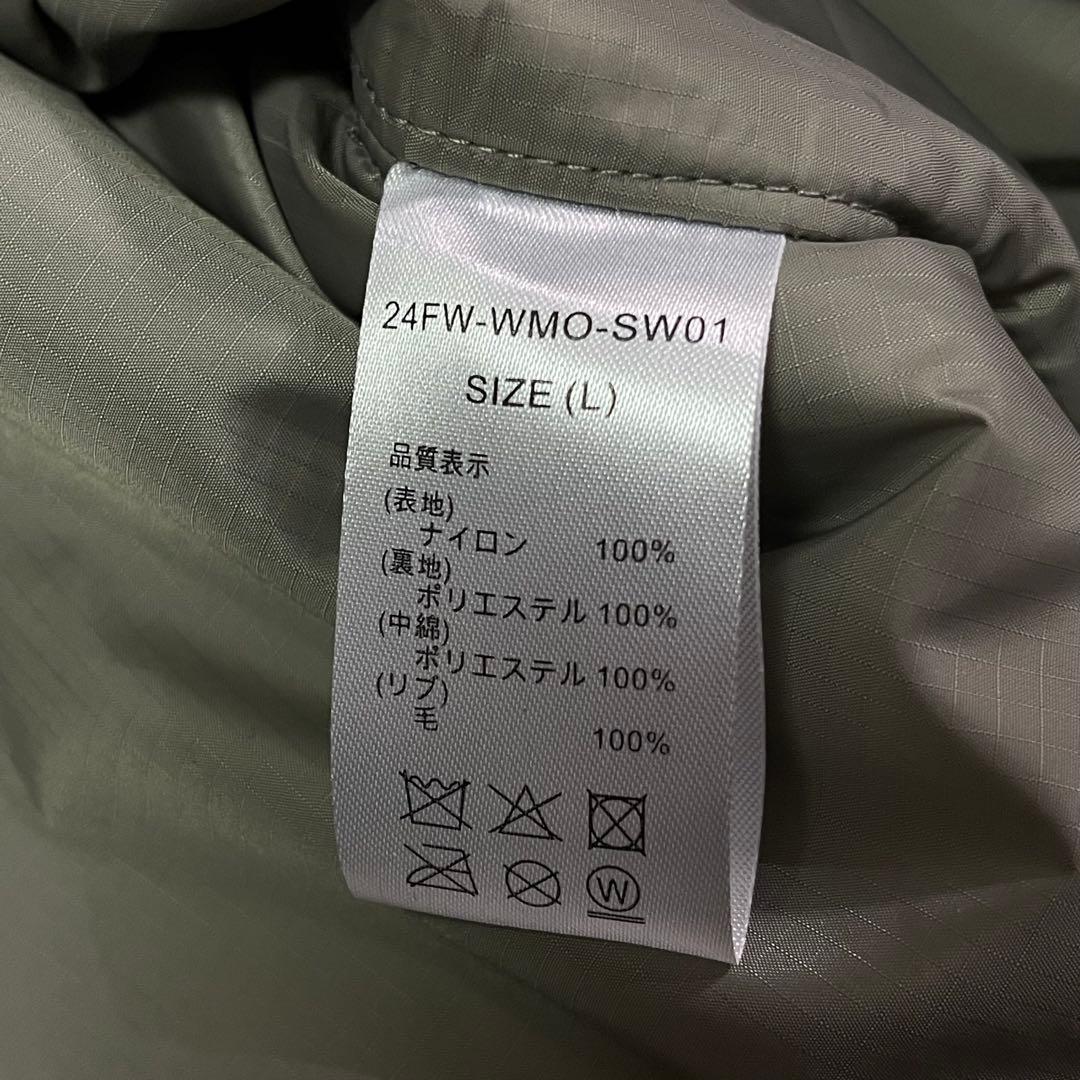 24FW-WMO-SW01
SIZE (L)
品質表示
(表地)
ナイロン 100%
(裏地)
ポリエステル 100%
(中綿)
ポリエステル 100%
(リブ)
毛 100%
W